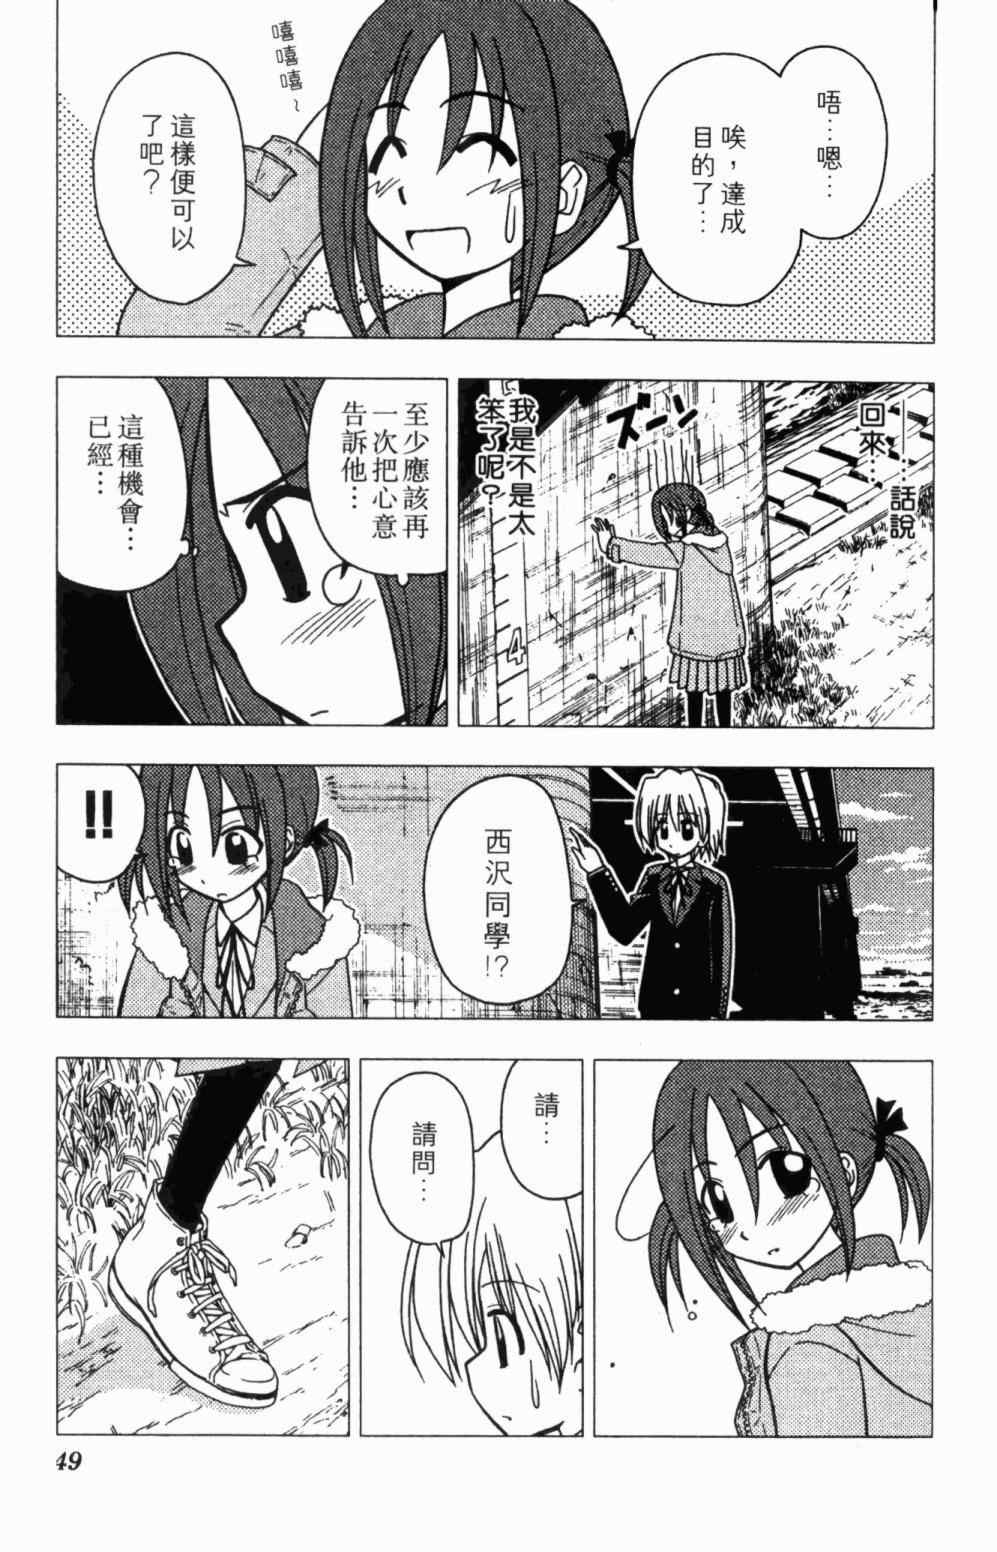 唔…嗯…
唉，達成
目的了…
嘻嘻嘻～
這樣便可以
了吧？
……話說
回來…
ズーン
我是不是太
笨了呢？
4
至少應該再
一次把心意
告訴他…
這種機會…
已經…
西沢同學!?
!!
請…
請問…
49